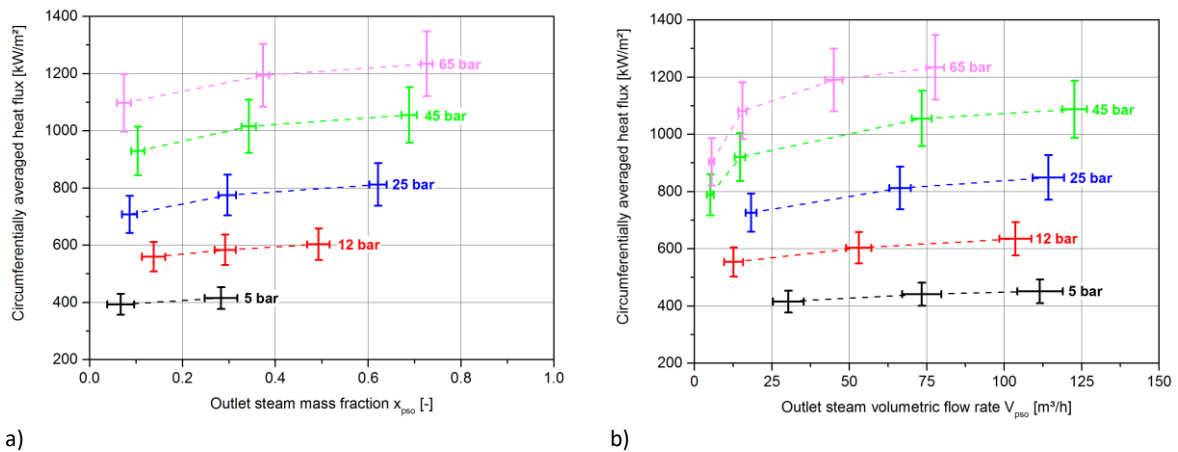 Circumferentially averaged heat flux [kW/m²]
1400
1200
1000
800
600
400
200
65 bar
45 bar
25 bar
12 bar
5 bar
0.0 0.2 0.4 0.6 0.8 1.0
Outlet steam mass fraction x_pso [-]
a)
Circumferentially averaged heat flux [kW/m²]
1400
1200
1000
800
600
400
200
65 bar
45 bar
25 bar
12 bar
5 bar
0 25 50 75 100 125 150
Outlet steam volumetric flow rate V_pso [m³/h]
b)